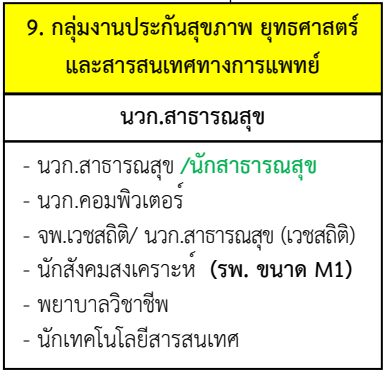 9. กลุ่มงานประกันสุขภาพ ยุทธศาสตร์
และสารสนเทศทางการแพทย์
นวก.สาธารณสุข
- นวก.สาธารณสุข /นักสาธารณสุข
- นวก.คอมพิวเตอร์
- จพ.เวชสถิติ/ นวก.สาธารณสุข (เวชสถิติ)
- นักสังคมสงเคราะห์ (รพ. ขนาด M1)
- พยาบาลวิชาชีพ
- นักเทคโนโลยีสารสนเทศ